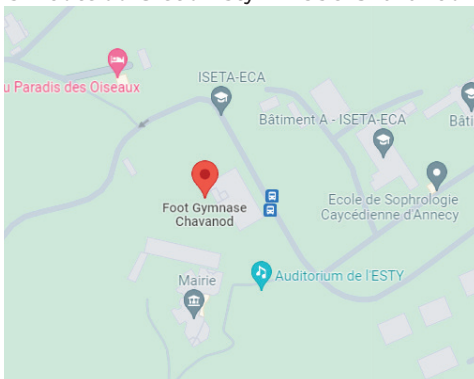 ISETA-ECA
u Paradis des Oiseaux
Bâtiment A - ISETA-ECA
Bâti
Foot Gymnase
Chavanod
Ecole de Sophrologie
Caycédienne d'Annecy
Mairie
Auditorium de l'ESTY